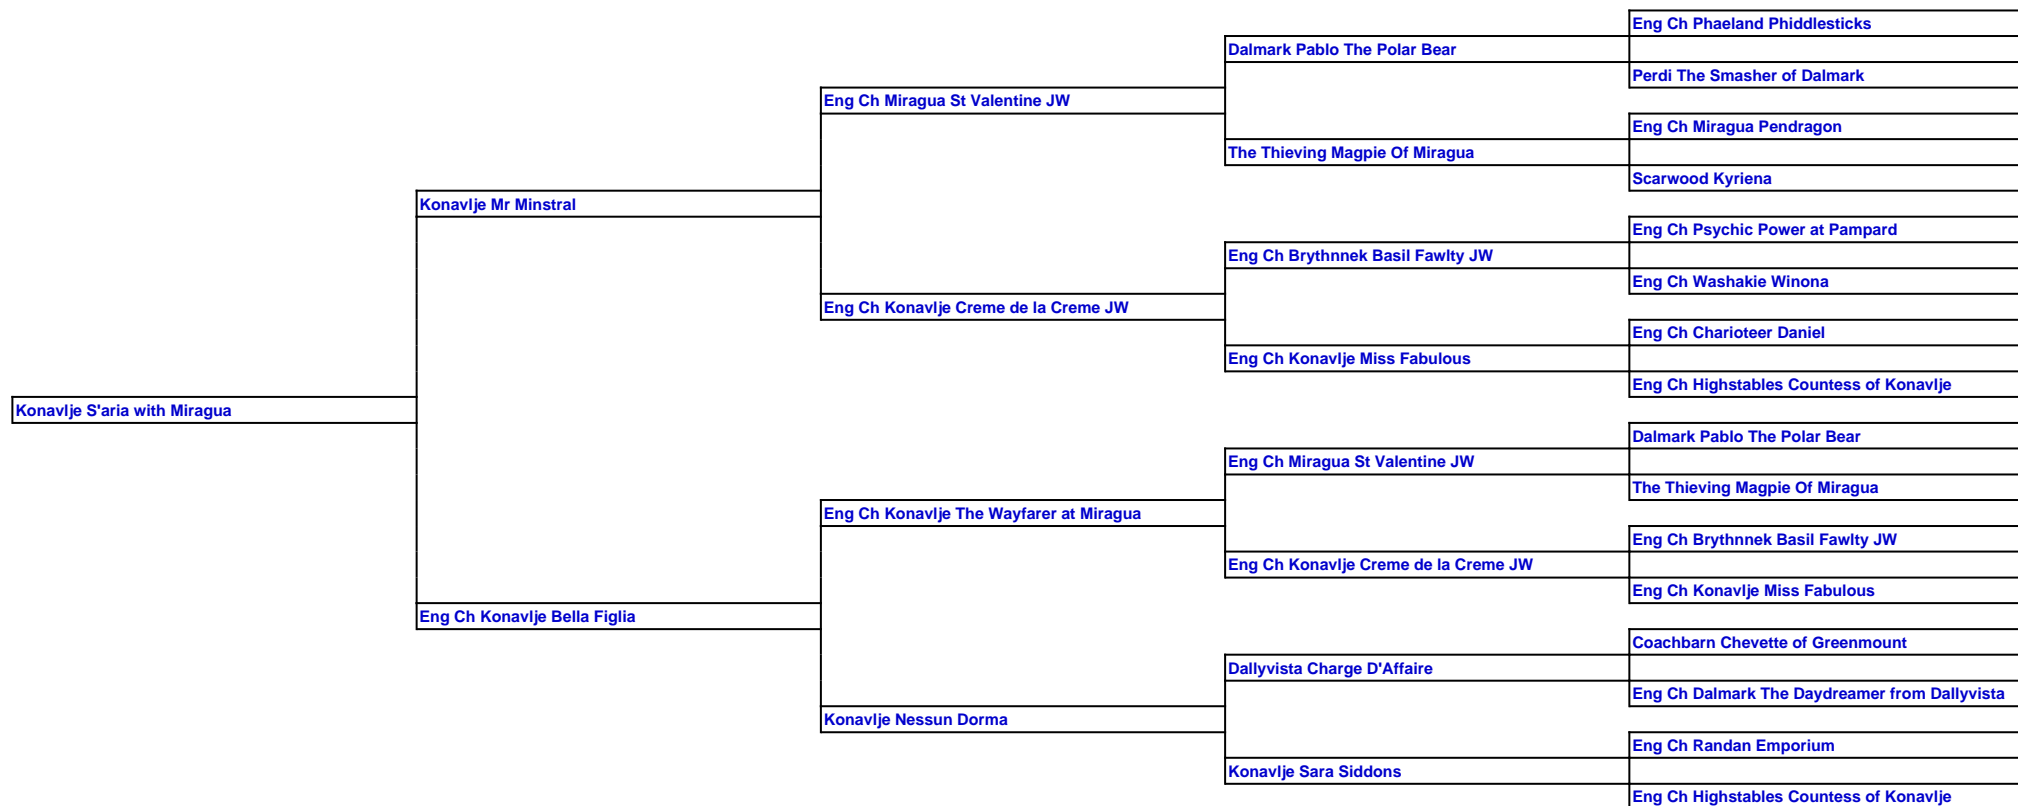 Eng Ch Phaeland Phiddlesticks
Dalmark Pablo The Polar Bear
Perdi The Smasher of Dalmark
Eng Ch Miragua St Valentine JW
Eng Ch Miragua Pendragon
The Thieving Magpie Of Miragua
Scarwood Kyriena
Konavlje Mr Minstral
Eng Ch Psychic Power at Pampard
Eng Ch Brythnnek Basil Fawlty JW
Eng Ch Washakie Winona
Eng Ch Konavlje Creme de la Creme JW
Eng Ch Charioteer Daniel
Eng Ch Konavlje Miss Fabulous
Eng Ch Highstables Countess of Konavlje
Konavlje S'aria with Miragua
Dalmark Pablo The Polar Bear
Eng Ch Miragua St Valentine JW
The Thieving Magpie Of Miragua
Eng Ch Konavlje The Wayfarer at Miragua
Eng Ch Brythnnek Basil Fawlty JW
Eng Ch Konavlje Creme de la Creme JW
Eng Ch Konavlje Miss Fabulous
Eng Ch Konavlje Bella Figlia
Coachbarn Chevette of Greenmount
Dallyvista Charge D'Affaire
Eng Ch Dalmark The Daydreamer from Dallyvista
Konavlje Nessun Dorma
Eng Ch Randan Emporium
Konavlje Sara Siddons
Eng Ch Highstables Countess of Konavlje